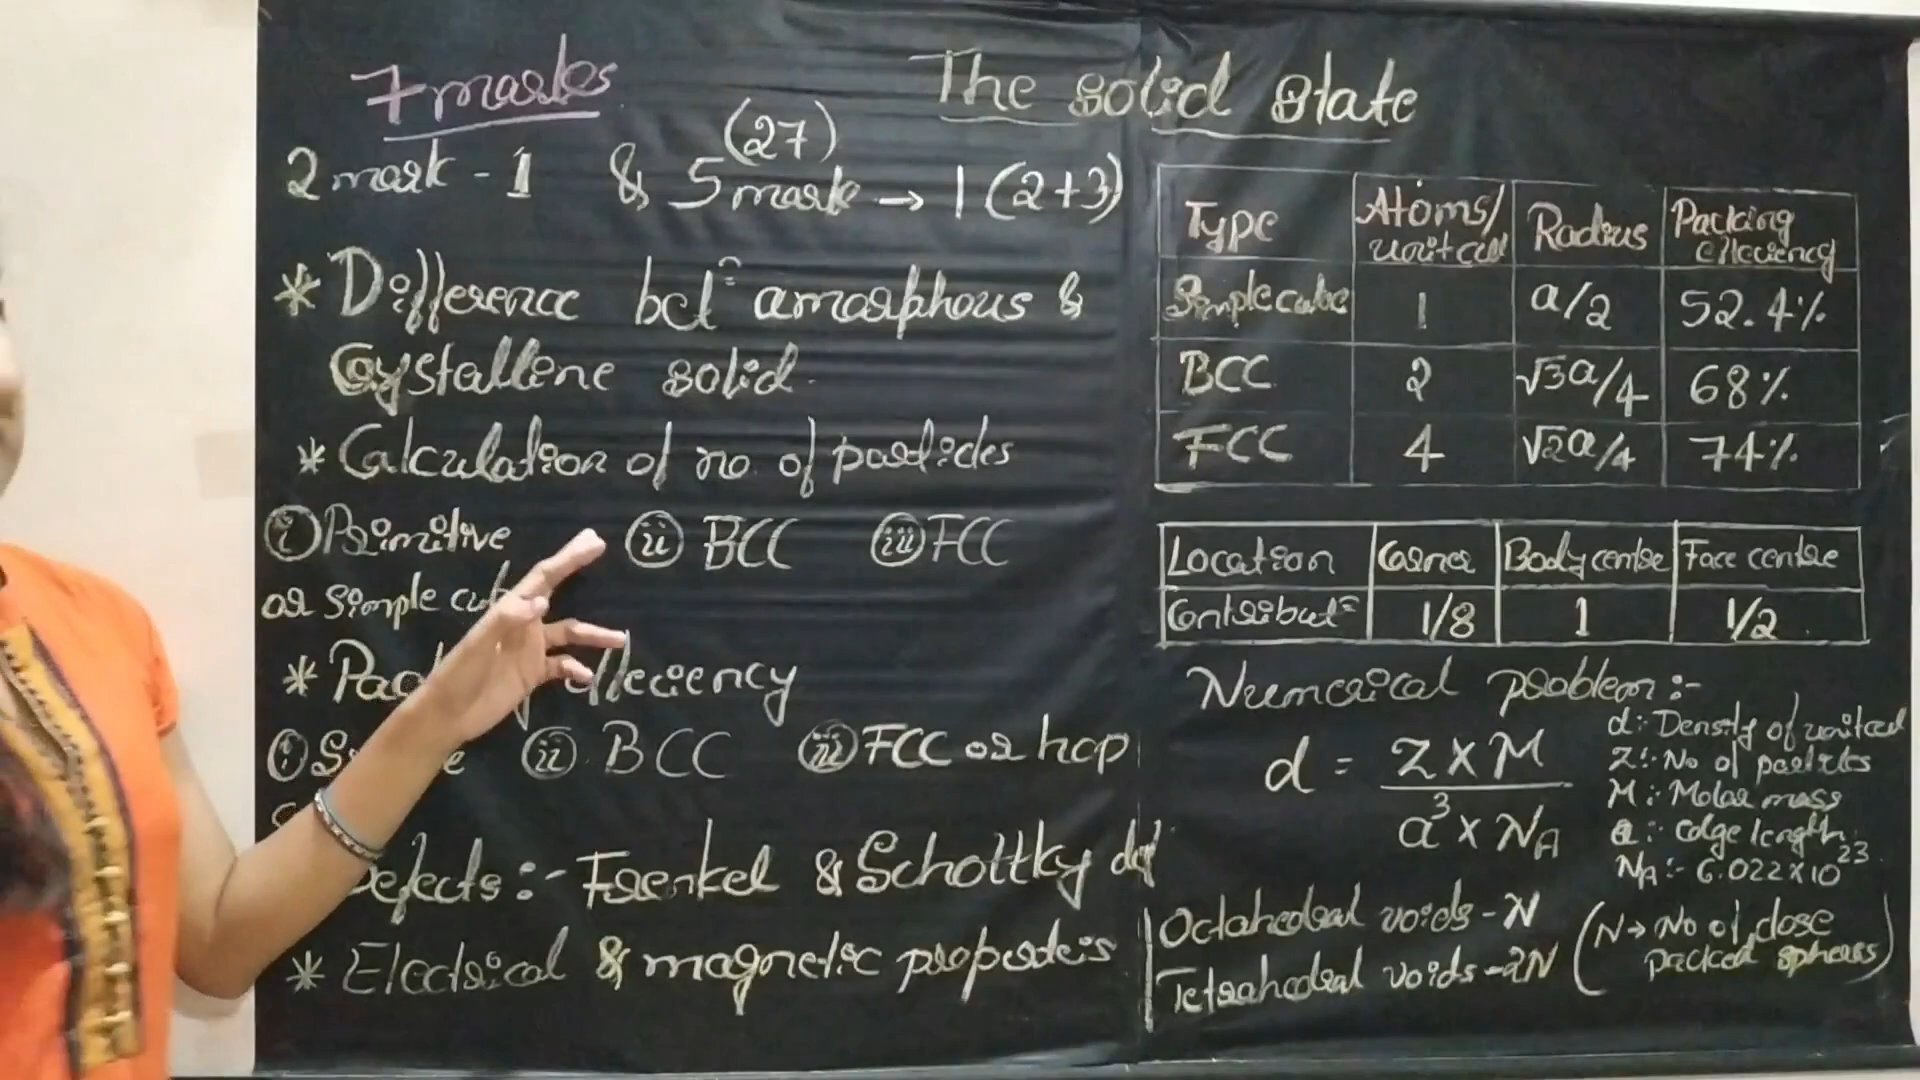 7 marks
The solid state
(27)
2 mark - 1 & 5 mark → 1 (2+3)
* Difference betⁿ amorphous &
Crystalline solid.
* Calculation of no. of particles
(i) Primitive (ii) BCC (iii) FCC
or simple
* efficiency
(i) (ii) BCC (iii) FCC or hcp
Defects :- Frenkel & Schottky def
* Electrical & magnetic properties
Type Atoms/unit cell Radius Packing efficiency
Simple cube 1 a/2 52.4%
BCC 2 √3a/4 68%
FCC 4 √2a/4 74%
Location Corner Body centre Face centre
Contribut= 1/8 1 1/2
Numerical problem :-
d = Z × M / a³ × NA
d :- Density of unit cell
Z :- No of particles
M :- Molar mass
a :- edge length
NA :- 6.022×10²³
Octahedral voids - N
Tetrahedral voids - 2N
(N → No of close
packed spheres)